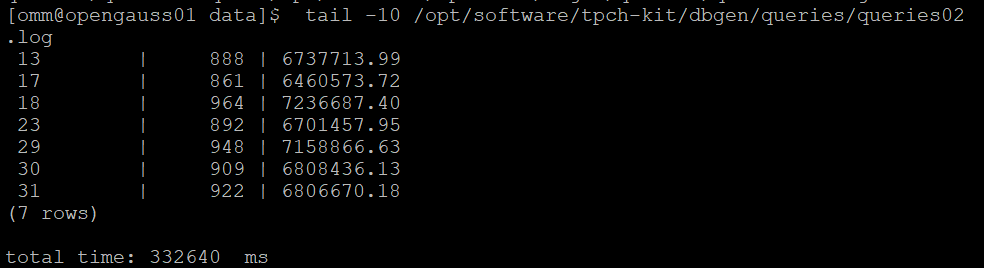 [omm@opengauss01 data]$  tail -10 /opt/software/tpch-kit/dbgen/queries/queries02
.log
 13        |      888 | 6737713.99
 17        |      861 | 6460573.72
 18        |      964 | 7236687.40
 23        |      892 | 6701457.95
 29        |      948 | 7158866.63
 30        |      909 | 6808436.13
 31        |      922 | 6806670.18
(7 rows)

total time: 332640  ms